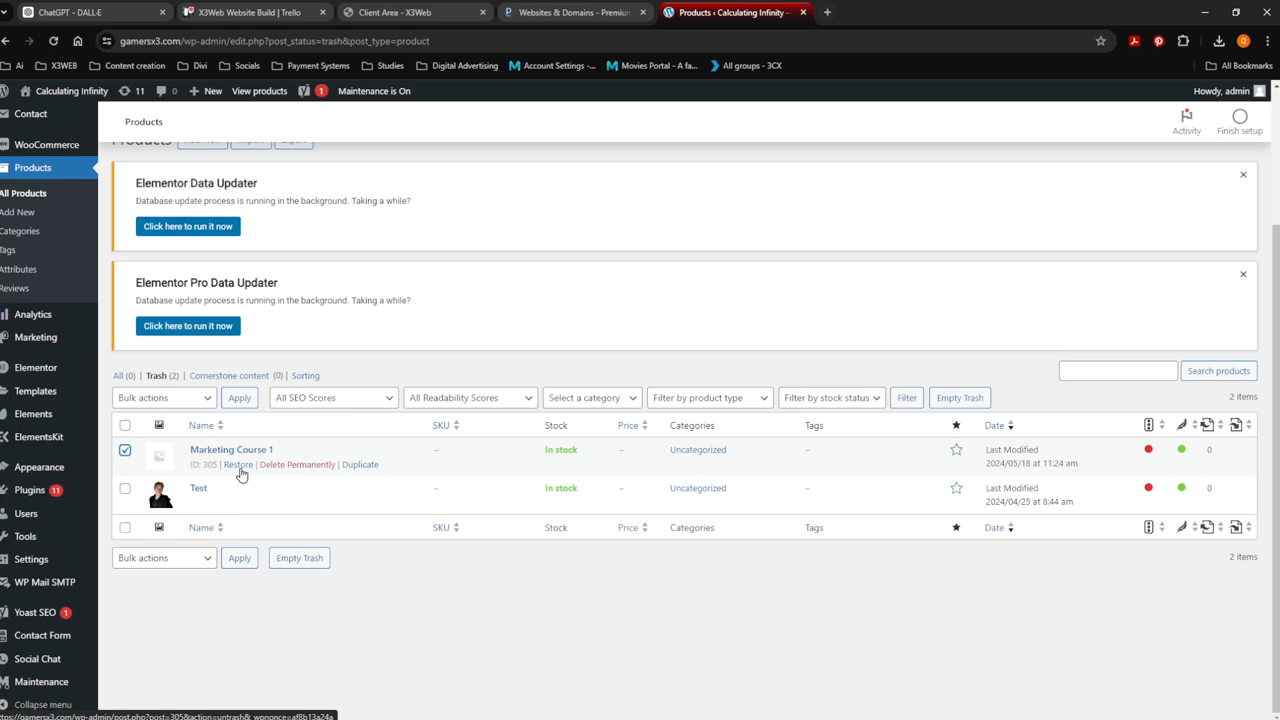 ChatGPT - DALL-E
X3Web Website Build | Trello
Client Area - X3Web
Websites & Domains - Premium
Products ‹ Calculating Infinity –
gamersx3.com/wp-admin/edit.php?post_status=trash&post_type=product
Ai
X3WEB
Content creation
Divi
Socials
Payment Systems
Studies
Digital Advertising
Account Settings -...
Movies Portal - A fa...
All groups - 3CX
All Bookmarks
Calculating Infinity
11
0
New
View products
1
Maintenance is On
Howdy, admin
Contact
WooCommerce
Products
All Products
Add New
Categories
Tags
Attributes
Reviews
Analytics
Marketing
Elementor
Templates
Elements
ElementsKit
Appearance
Plugins 11
Users
Tools
Settings
WP Mail SMTP
Yoast SEO 1
Contact Form
Social Chat
Maintenance
Collapse menu
Products
Activity
Finish setup
Products
Elementor Data Updater
Database update process is running in the background. Taking a while?
Click here to run it now
Elementor Pro Data Updater
Database update process is running in the background. Taking a while?
Click here to run it now
All (0) | Trash (2) | Cornerstone content (0) | Sorting
Search products
Bulk actions
Apply
All SEO Scores
All Readability Scores
Select a category
Filter by product type
Filter by stock status
Filter
Empty Trash
2 items
Name
SKU
Stock
Price
Categories
Tags
Date
Marketing Course 1
ID: 305 | Restore | Delete Permanently | Duplicate
–
In stock
–
Uncategorized
–
Last Modified
2024/05/18 at 11:24 am
0
Test
–
In stock
–
Uncategorized
–
Last Modified
2024/04/25 at 8:44 am
0
Name
SKU
Stock
Price
Categories
Tags
Date
Bulk actions
Apply
Empty Trash
2 items